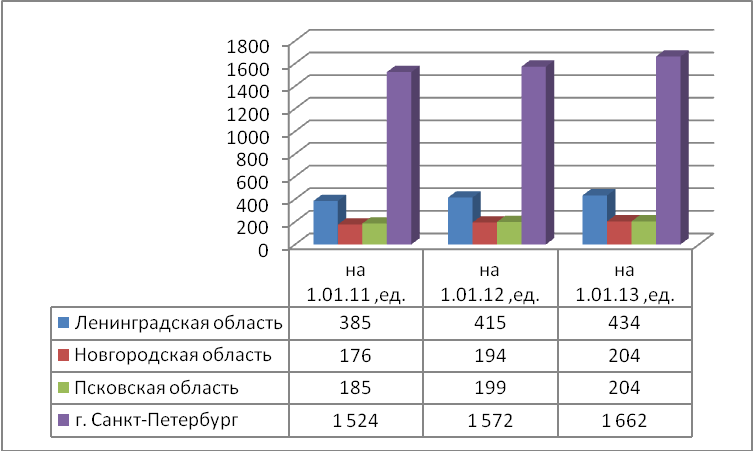 1800
1600
1400
1200
1000
800
600
400
200
0
на на на
1.01.11 ,ед. 1.01.12 ,ед. 1.01.13 ,ед.
Ленинградская область 385 415 434
Новгородская область 176 194 204
Псковская область 185 199 204
г. Санкт-Петербург 1 524 1 572 1 662